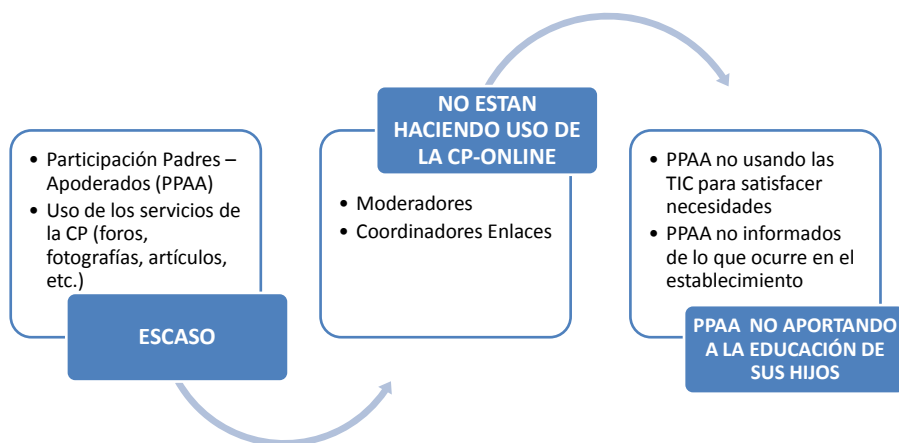 • Participación Padres –
Apoderados (PPAA)
• Uso de los servicios de
la CP (foros,
fotografías, artículos,
etc.)
ESCASO
NO ESTAN
HACIENDO USO DE
LA CP-ONLINE
• Moderadores
• Coordinadores Enlaces
• PPAA no usando las
TIC para satisfacer
necesidades
• PPAA no informados
de lo que ocurre en el
establecimiento
PPAA NO APORTANDO
A LA EDUCACIÓN DE
SUS HIJOS